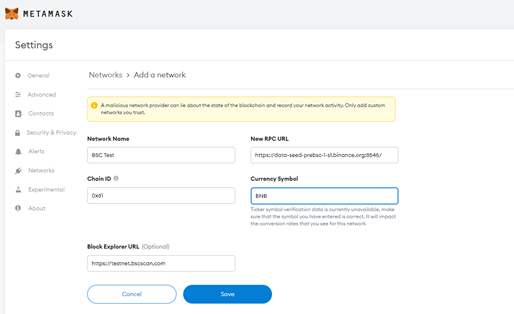 METAMASK
Settings
General
Advanced
Contacts
Security & Privacy
Alerts
Networks
Experimental
About
Networks > Add a network
A malicious network provider can lie about the state of the blockchain and record your network activity. Only add custom
networks you trust.
Network Name
BSC Test
New RPC URL
https://data-seed-prebsc-1-s1.binance.org:8545/
Chain ID
0x61
Currency Symbol
BNB
Ticker symbol verification data is currently unavailable, make
sure that the symbol you have entered is correct. It will impact
the conversion rates that you see for this network
Block Explorer URL (Optional)
https://testnet.bscscan.com
Cancel
Save